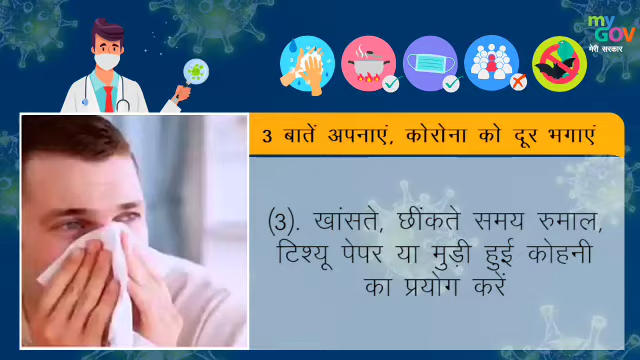 my
GOV
मेरी सरकार
3 बातें अपनाएं, कोरोना को दूर भगाएं
(3). खांसते, छींकते समय रुमाल,
टिश्यू पेपर या मुड़ी हुई कोहनी
का प्रयोग करें